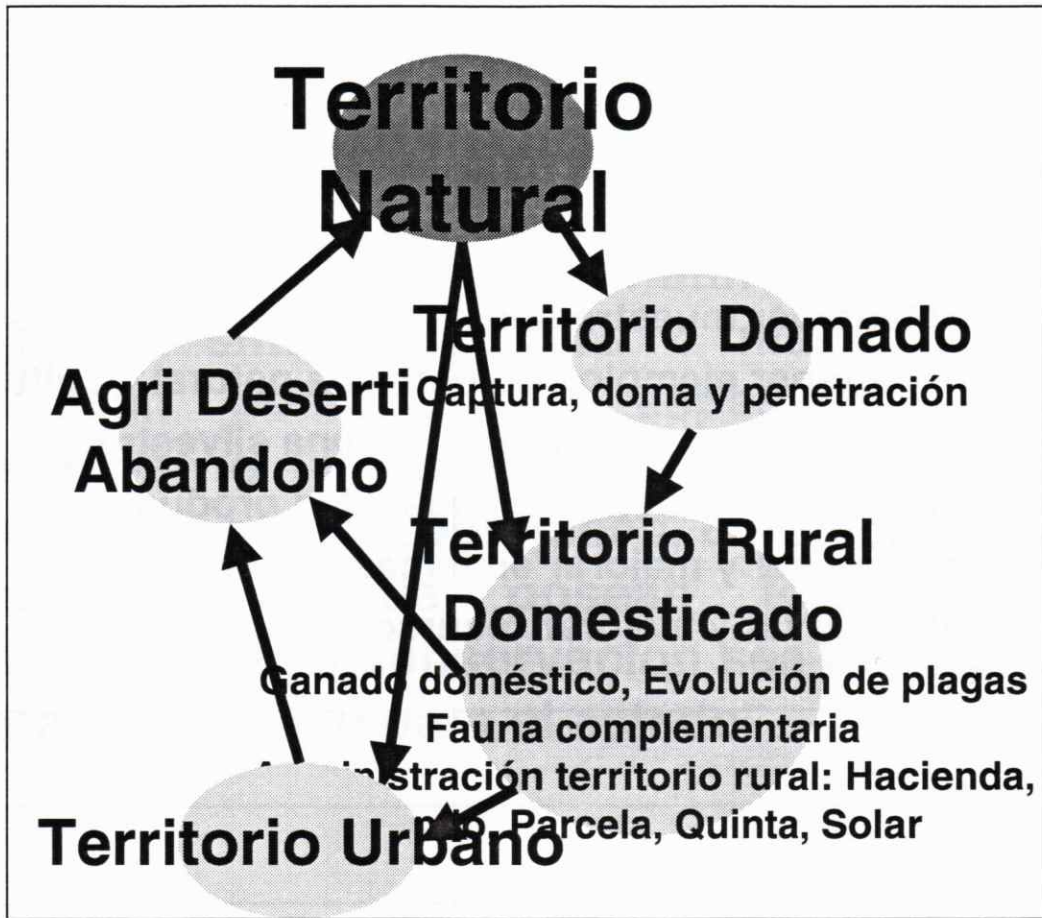 Territorio
Natural
Territorio Domado
Captura, doma y penetración
Agri Deserti
Abandono
Territorio Rural
Domesticado
Ganado doméstico, Evolución de plagas
Fauna complementaria
Administración territorio rural: Hacienda,
Parcela, Quinta, Solar
Territorio Urbano